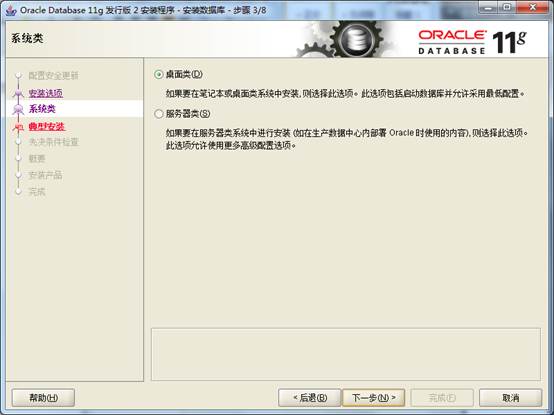 Oracle Database 11g 发行版 2 安装程序 - 安装数据库 - 步骤 3/8
系统类
ORACLE
DATABASE 11g
配置安全更新
安装选项
系统类
典型安装
先决条件检查
概要
安装产品
完成
桌面类(D)
如果要在笔记本或桌面类系统中安装,则选择此选项。此选项包括启动数据库并允许采用最低配置。
服务器类(S)
如果要在服务器类系统中进行安装 (如在生产数据中心内部署 Oracle 时使用的内容),则选择此选项。
此选项允许使用更多高级配置选项。
帮助(H)
< 后退(B)
下一步(N) >
完成(F)
取消